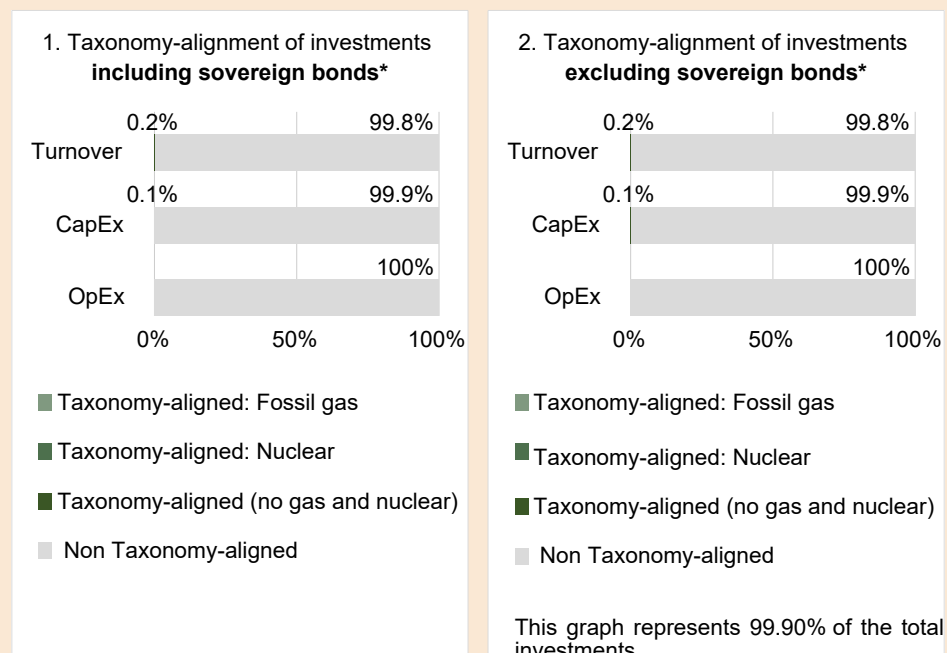 1. Taxonomy-alignment of investments
including sovereign bonds*
0.2%
99.8%
Turnover
0.1%
99.9%
CapEx
100%
OpEx
0%
50%
100%
Taxonomy-aligned: Fossil gas
Taxonomy-aligned: Nuclear
Taxonomy-aligned (no gas and nuclear)
Non Taxonomy-aligned
2. Taxonomy-alignment of investments
excluding sovereign bonds*
0.2%
99.8%
Turnover
0.1%
99.9%
CapEx
100%
OpEx
0%
50%
100%
Taxonomy-aligned: Fossil gas
Taxonomy-aligned: Nuclear
Taxonomy-aligned (no gas and nuclear)
Non Taxonomy-aligned
This graph represents 99.90% of the total
investments